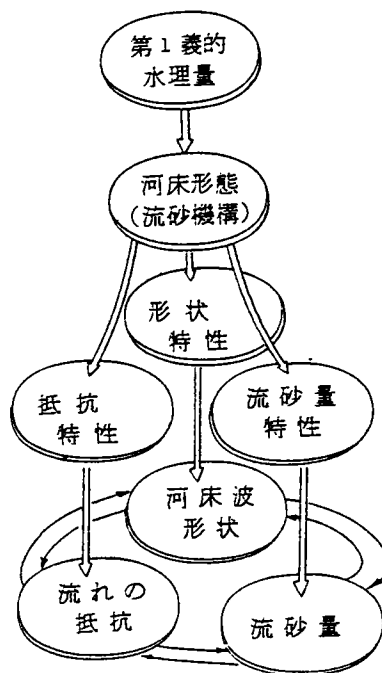 第1義的
水理量
河床形態
(流砂機構)
形状
特性
抵抗
特性
流砂量
特性
河床波
形状
流れの
抵抗
流砂量